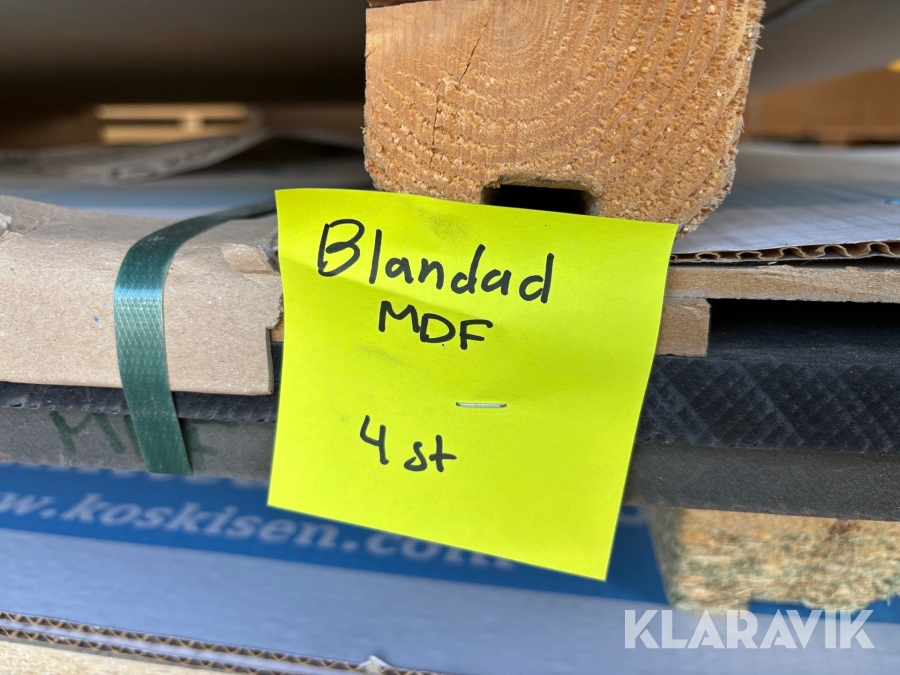 Blandad
MDF
4 st
w.koskisen.com
KLARAVIK